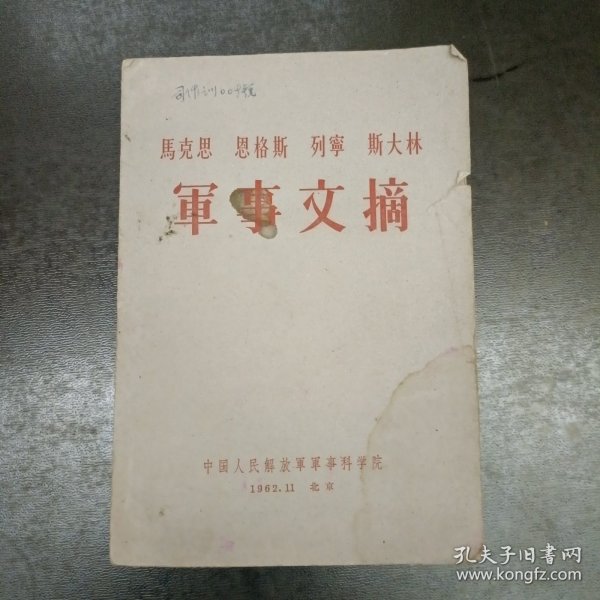 馬克思 恩格斯 列寧 斯大林
軍事文摘
中国人民解放軍軍事科学院
1962.11 北京
孔夫子旧書网
www.kongfz.com